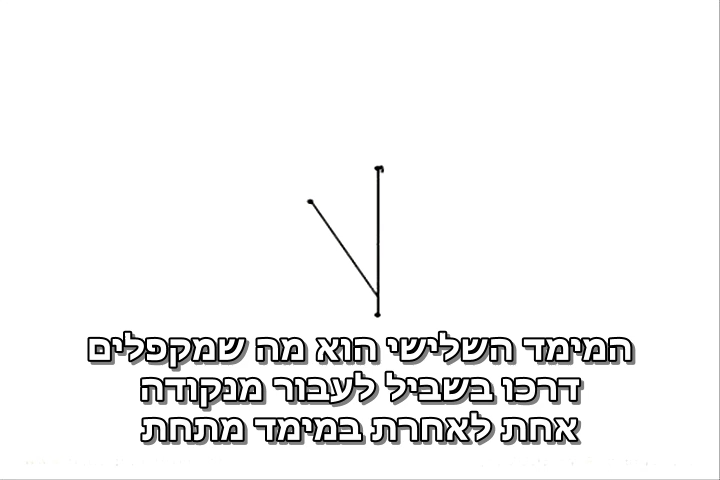 המימד השלישי הוא מה שמקפלים
דרכו בשביל לעבור מנקודה
אחת לאחרת במימד מתחת